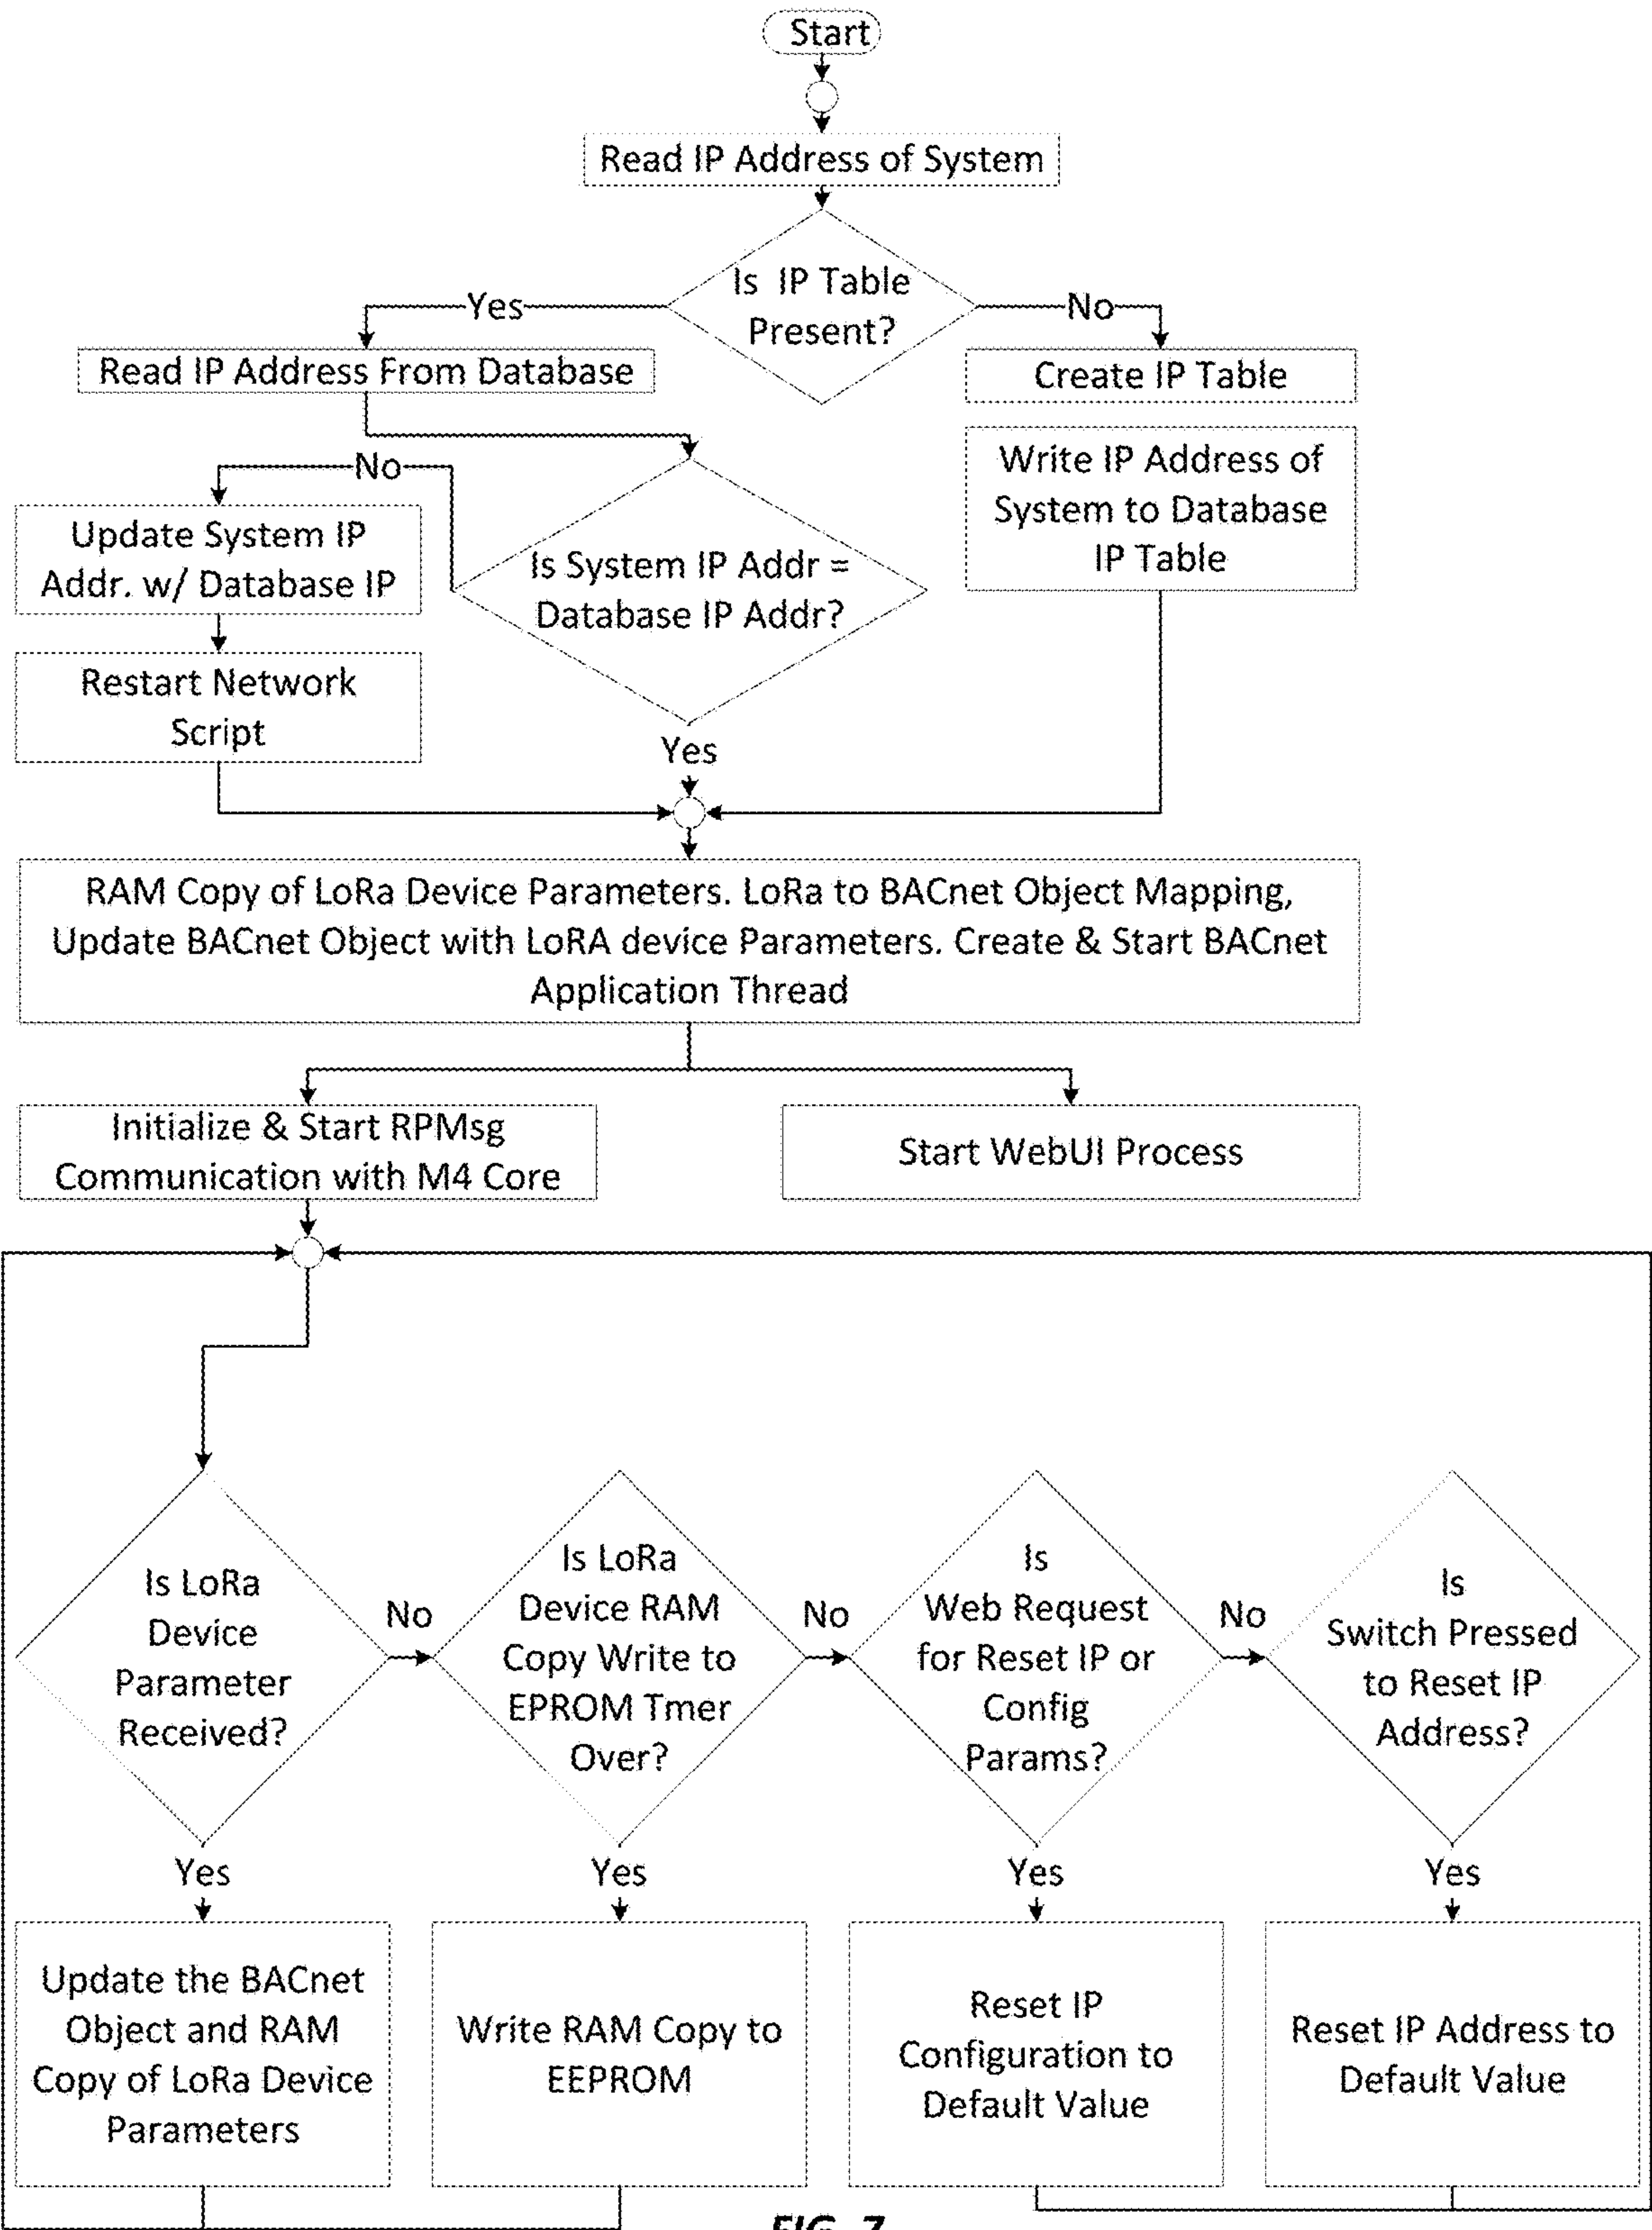 Start
Read IP Address of System
Is IP Table
Present?
Yes
No
Read IP Address From Database
Create IP Table
Write IP Address of
System to Database
IP Table
No
Update System IP
Addr. w/ Database IP
Is System IP Addr =
Database IP Addr?
Restart Network
Script
Yes
RAM Copy of LoRa Device Parameters. LoRa to BACnet Object Mapping,
Update BACnet Object with LoRA device Parameters. Create & Start BACnet
Application Thread
Initialize & Start RPMsg
Communication with M4 Core
Start WebUI Process
Is LoRa
Device
Parameter
Received?
No
Is LoRa
Device RAM
Copy Write to
EPROM Tmer
Over?
No
Is
Web Request
for Reset IP or
Config
Params?
No
Is
Switch Pressed
to Reset IP
Address?
Yes
Yes
Yes
Yes
Update the BACnet
Object and RAM
Copy of LoRa Device
Parameters
Write RAM Copy to
EEPROM
Reset IP
Configuration to
Default Value
Reset IP Address to
Default Value
FIG. 7